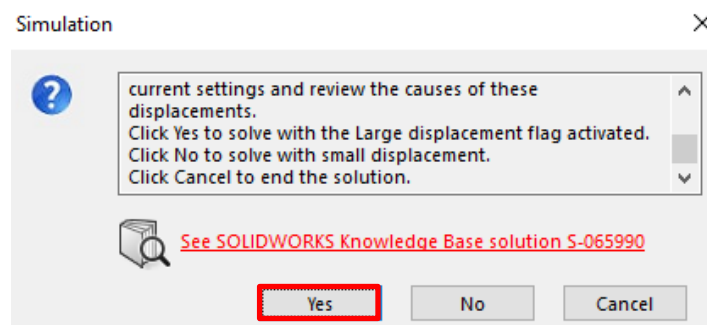 Simulation
current settings and review the causes of these
displacements.
Click Yes to solve with the Large displacement flag activated.
Click No to solve with small displacement.
Click Cancel to end the solution.
See SOLIDWORKS Knowledge Base solution S-065990
Yes No Cancel